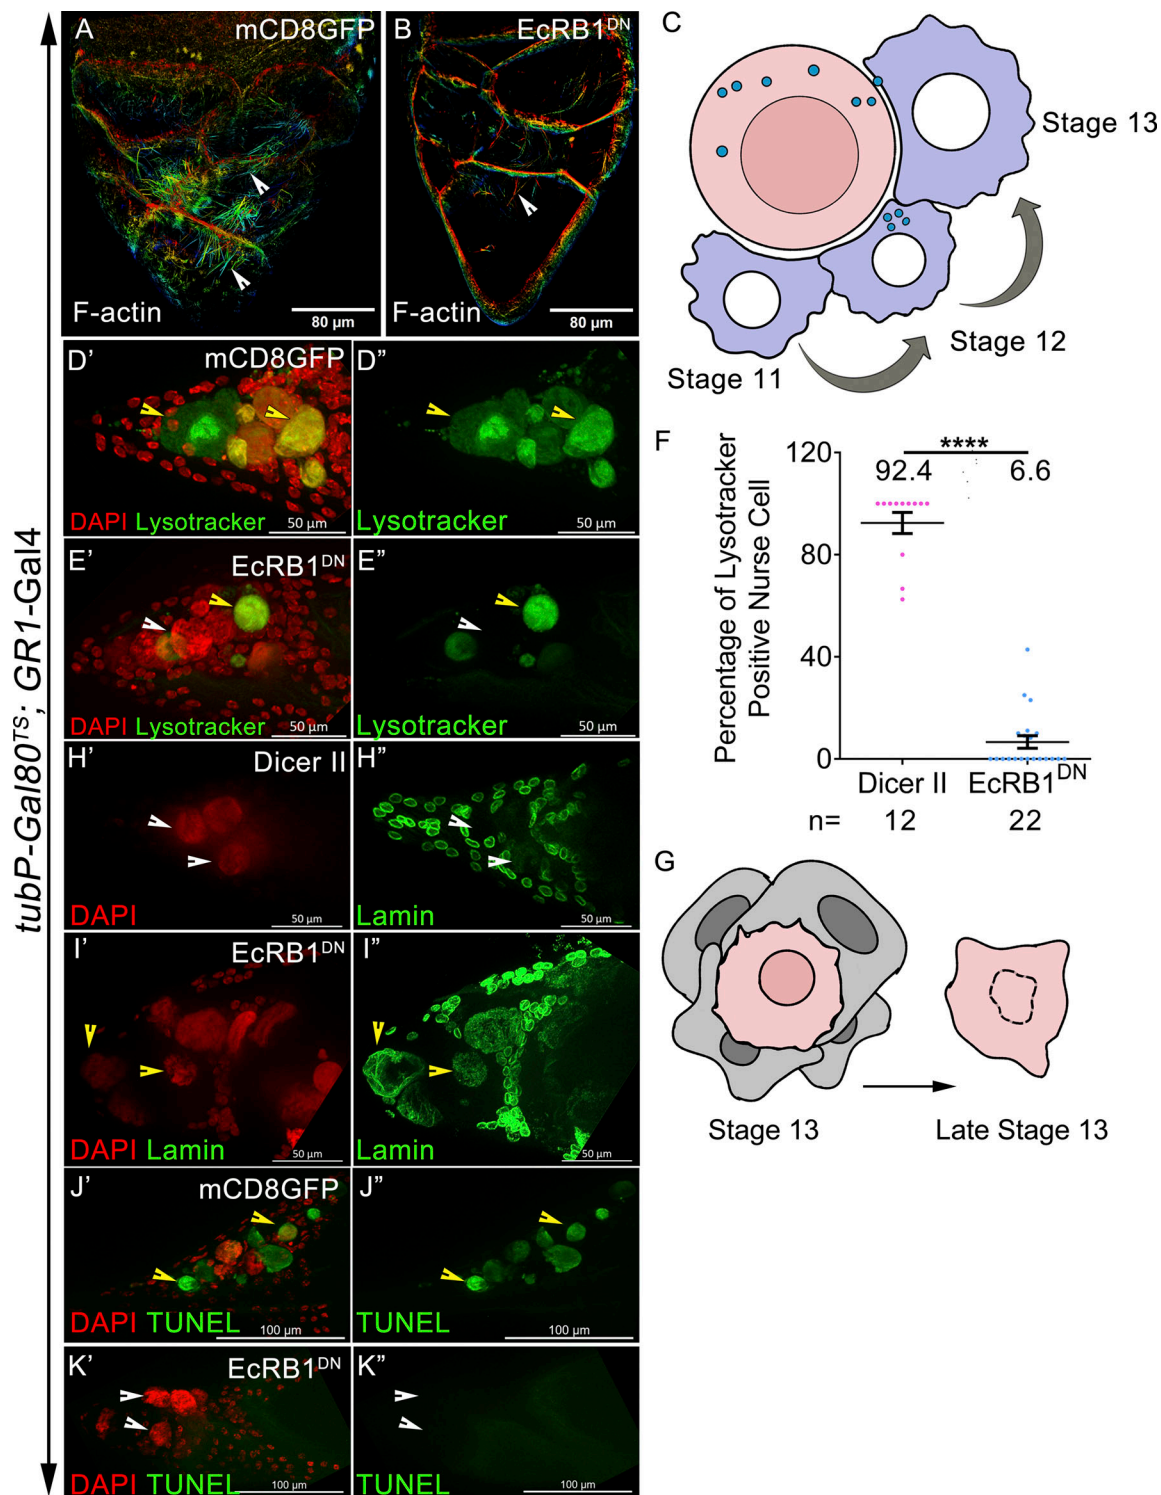 tubP-Gal80ᵀˢ; GR1-Gal4
A
mCD8GFP
F-actin
80 µm
B
EcRB1ᴰᴺ
F-actin
80 µm
C
Stage 13
Stage 12
Stage 11
D’
mCD8GFP
DAPI Lysotracker
50 µm
D”
Lysotracker
50 µm
E’
EcRB1ᴰᴺ
DAPI Lysotracker
50 µm
E”
Lysotracker
50 µm
F
Percentage of Lysotracker
Positive Nurse Cell
****
120
92.4
6.6
80
40
0
Dicer II
EcRB1ᴰᴺ
n=
12
22
G
Stage 13
Late Stage 13
H’
Dicer II
DAPI
50 µm
H”
Lamin
50 µm
I’
EcRB1ᴰᴺ
DAPI Lamin
50 µm
I”
Lamin
50 µm
J’
mCD8GFP
DAPI TUNEL
100 µm
J”
TUNEL
100 µm
K’
EcRB1ᴰᴺ
DAPI TUNEL
100 µm
K”
TUNEL
100 µm